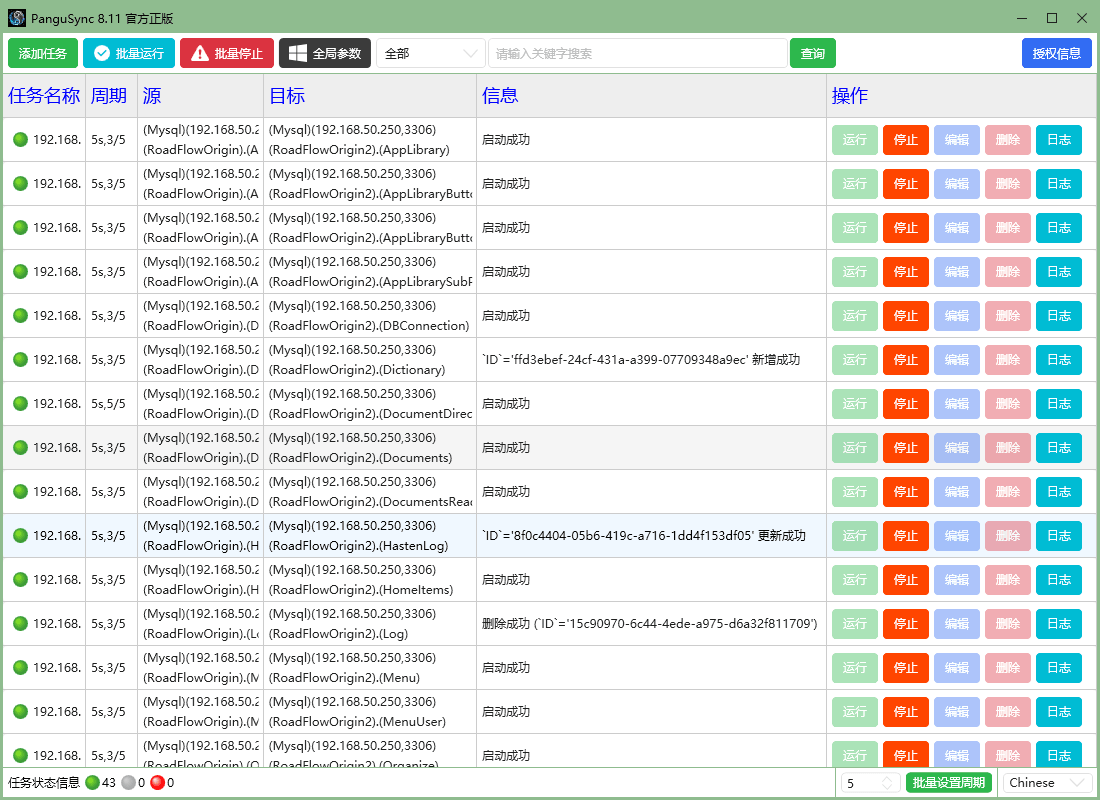 PanguSync 8.11 官方正版
添加任务 批量运行 批量停止 全局参数 全部 请输入关键字搜索 查询 授权信息
任务名称 周期 源 目标 信息 操作
192.168. 5s,3/5 (Mysql)(192.168.50.2 (Mysql)(192.168.50.250,3306) 启动成功 运行 停止 编辑 删除 日志
(RoadFlowOrigin).(A (RoadFlowOrigin2).(AppLibrary)
192.168. 5s,3/5 (Mysql)(192.168.50.2 (Mysql)(192.168.50.250,3306) 启动成功 运行 停止 编辑 删除 日志
(RoadFlowOrigin).(A (RoadFlowOrigin2).(AppLibraryButto
192.168. 5s,3/5 (Mysql)(192.168.50.2 (Mysql)(192.168.50.250,3306) 启动成功 运行 停止 编辑 删除 日志
(RoadFlowOrigin).(A (RoadFlowOrigin2).(AppLibraryButto
192.168. 5s,3/5 (Mysql)(192.168.50.2 (Mysql)(192.168.50.250,3306) 启动成功 运行 停止 编辑 删除 日志
(RoadFlowOrigin).(A (RoadFlowOrigin2).(AppLibrarySubP
192.168. 5s,3/5 (Mysql)(192.168.50.2 (Mysql)(192.168.50.250,3306) 启动成功 运行 停止 编辑 删除 日志
(RoadFlowOrigin).(D (RoadFlowOrigin2).(DBConnection)
192.168. 5s,3/5 (Mysql)(192.168.50.2 (Mysql)(192.168.50.250,3306) `ID`='ffd3ebef-24cf-431a-a399-07709348a9ec' 新增成功 运行 停止 编辑 删除 日志
(RoadFlowOrigin).(D (RoadFlowOrigin2).(Dictionary)
192.168. 5s,5/5 (Mysql)(192.168.50.2 (Mysql)(192.168.50.250,3306) 启动成功 运行 停止 编辑 删除 日志
(RoadFlowOrigin).(D (RoadFlowOrigin2).(DocumentDirec
192.168. 5s,3/5 (Mysql)(192.168.50.2 (Mysql)(192.168.50.250,3306) 启动成功 运行 停止 编辑 删除 日志
(RoadFlowOrigin).(D (RoadFlowOrigin2).(Documents)
192.168. 5s,3/5 (Mysql)(192.168.50.2 (Mysql)(192.168.50.250,3306) 启动成功 运行 停止 编辑 删除 日志
(RoadFlowOrigin).(D (RoadFlowOrigin2).(DocumentsRead
192.168. 5s,3/5 (Mysql)(192.168.50.2 (Mysql)(192.168.50.250,3306) `ID`='8f0c4404-05b6-419c-a716-1dd4f153df05' 更新成功 运行 停止 编辑 删除 日志
(RoadFlowOrigin).(H (RoadFlowOrigin2).(HastenLog)
192.168. 5s,3/5 (Mysql)(192.168.50.2 (Mysql)(192.168.50.250,3306) 启动成功 运行 停止 编辑 删除 日志
(RoadFlowOrigin).(H (RoadFlowOrigin2).(HomeItems)
192.168. 5s,3/5 (Mysql)(192.168.50.2 (Mysql)(192.168.50.250,3306) 删除成功 (`ID`='15c90970-6c44-4ede-a975-d6a32f811709') 运行 停止 编辑 删除 日志
(RoadFlowOrigin).(Lo (RoadFlowOrigin2).(Log)
192.168. 5s,3/5 (Mysql)(192.168.50.2 (Mysql)(192.168.50.250,3306) 启动成功 运行 停止 编辑 删除 日志
(RoadFlowOrigin).(M (RoadFlowOrigin2).(Menu)
192.168. 5s,3/5 (Mysql)(192.168.50.2 (Mysql)(192.168.50.250,3306) 启动成功 运行 停止 编辑 删除 日志
(RoadFlowOrigin).(M (RoadFlowOrigin2).(MenuUser)
192.168. 5s,3/5 (Mysql)(192.168.50.2 (Mysql)(192.168.50.250,3306) 启动成功 运行 停止 编辑 删除 日志
(RoadFlowOrigin).(O (RoadFlowOrigin2).(Organize)
任务状态信息 43 0 0 5 批量设置周期 Chinese